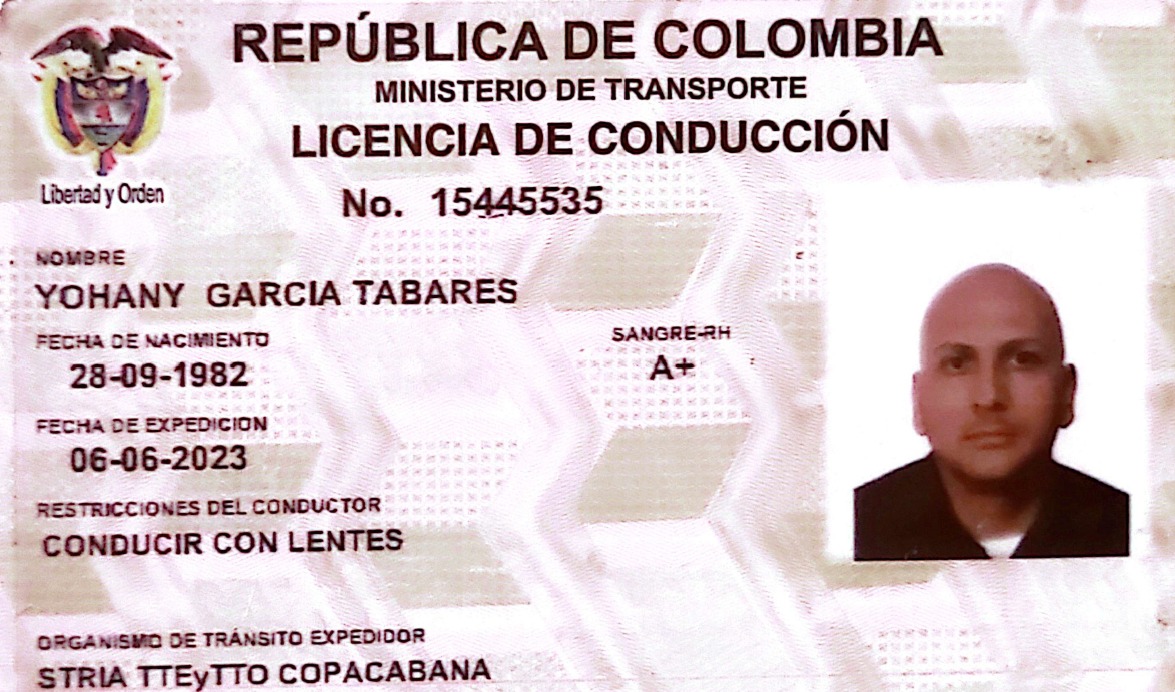 REPÚBLICA DE COLOMBIA
MINISTERIO DE TRANSPORTE
LICENCIA DE CONDUCCIÓN
Libertad y Orden
No. 15445535
NOMBRE
YOHANY GARCIA TABARES
FECHA DE NACIMIENTO
28-09-1982
SANGRE-RH
A+
FECHA DE EXPEDICION
06-06-2023
RESTRICCIONES DEL CONDUCTOR
CONDUCIR CON LENTES
ORGANISMO DE TRÁNSITO EXPEDIDOR
STRIA TTEyTTO COPACABANA